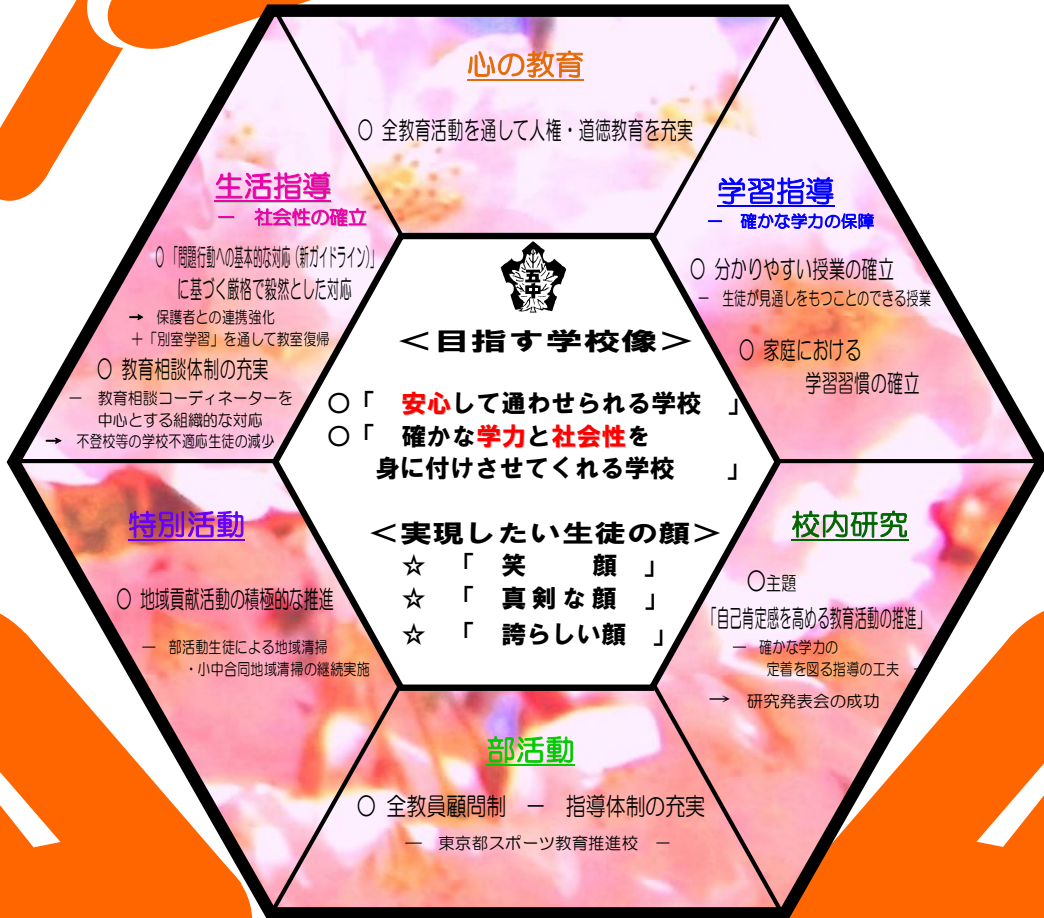 心の教育
〇 全教育活動を通して人権・道徳教育を充実
生活指導
－ 社会性の確立
〇「問題行動への基本的な対応(新ガイドライン)」
に基づく厳格で毅然とした対応
→ 保護者との連携強化
＋「別室学習」を通して教室復帰
〇 教育相談体制の充実
－ 教育相談コーディネーターを
中心とする組織的な対応
→ 不登校等の学校不適応生徒の減少
学習指導
－ 確かな学力の保障
〇 分かりやすい授業の確立
－ 生徒が見通しをもつことのできる授業
〇 家庭における
学習習慣の確立
五中
＜目指す学校像＞
〇「 安心して通わせられる学校 」
〇「 確かな学力と社会性を
身に付けさせてくれる学校 」
＜実現したい生徒の顔＞
☆ 「 笑 顔 」
☆ 「 真剣な顔 」
☆ 「 誇らしい顔 」
特別活動
〇 地域貢献活動の積極的な推進
－ 部活動生徒による地域清掃
・小中合同地域清掃の継続実施
校内研究
〇主題
「自己肯定感を高める教育活動の推進」
－ 確かな学力の
定着を図る指導の工夫 －
→ 研究発表会の成功
部活動
〇 全教員顧問制 － 指導体制の充実
－ 東京都スポーツ教育推進校 －